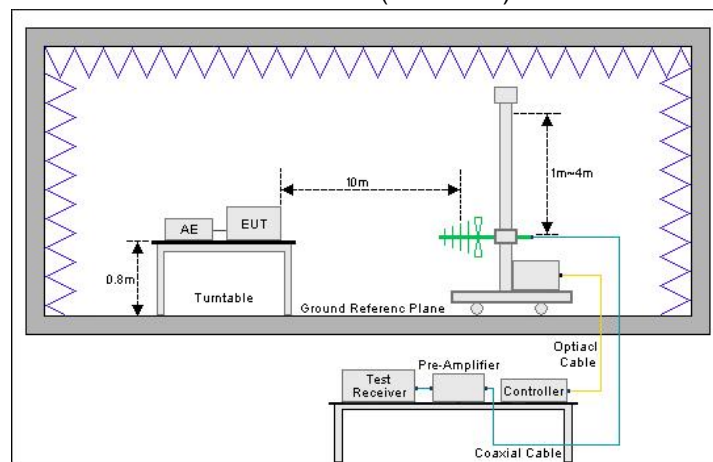 10m
1m~4m
AE
EUT
0.8m
Turntable
Ground Referenc Plane
Optiacl
Cable
Pre-Amplifier
Test
Receiver
Controller
Coaxial Cable